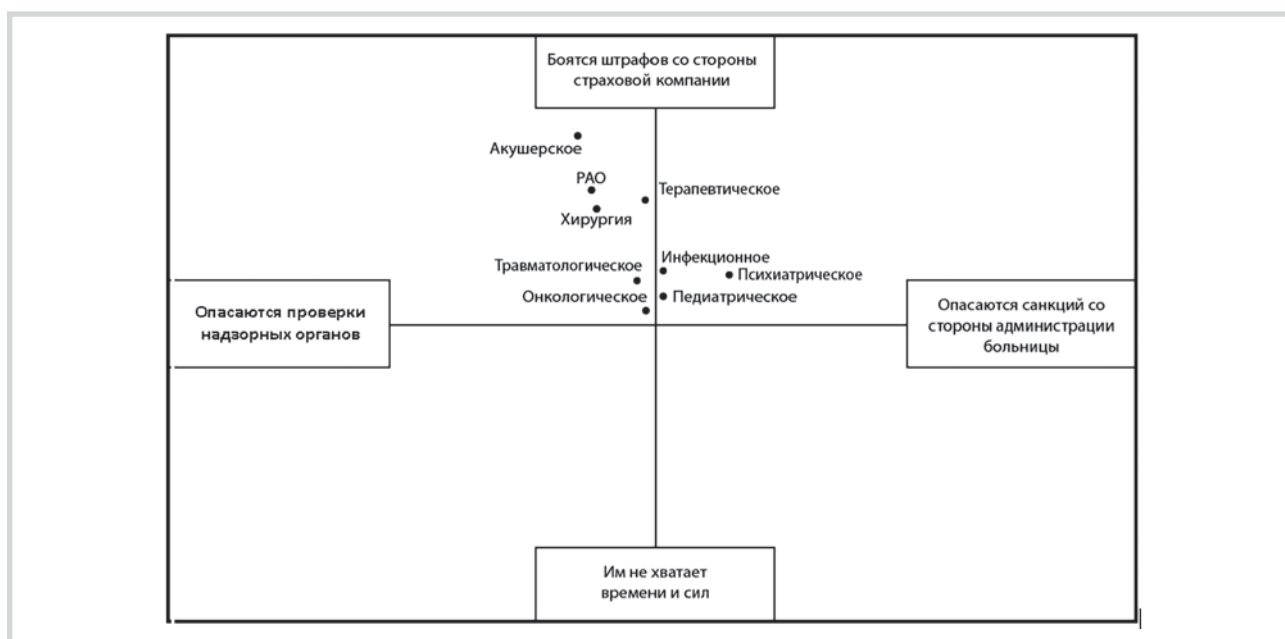 Боятся штрафов со стороны
страховой компании
Акушерское
РАО
Терапевтическое
Хирургия
Инфекционное
Травматологическое
Психиатрическое
Онкологическое
Педиатрическое
Опасаются проверки
надзорных органов
Опасаются санкций со
стороны администрации
больницы
Им не хватает
времени и сил